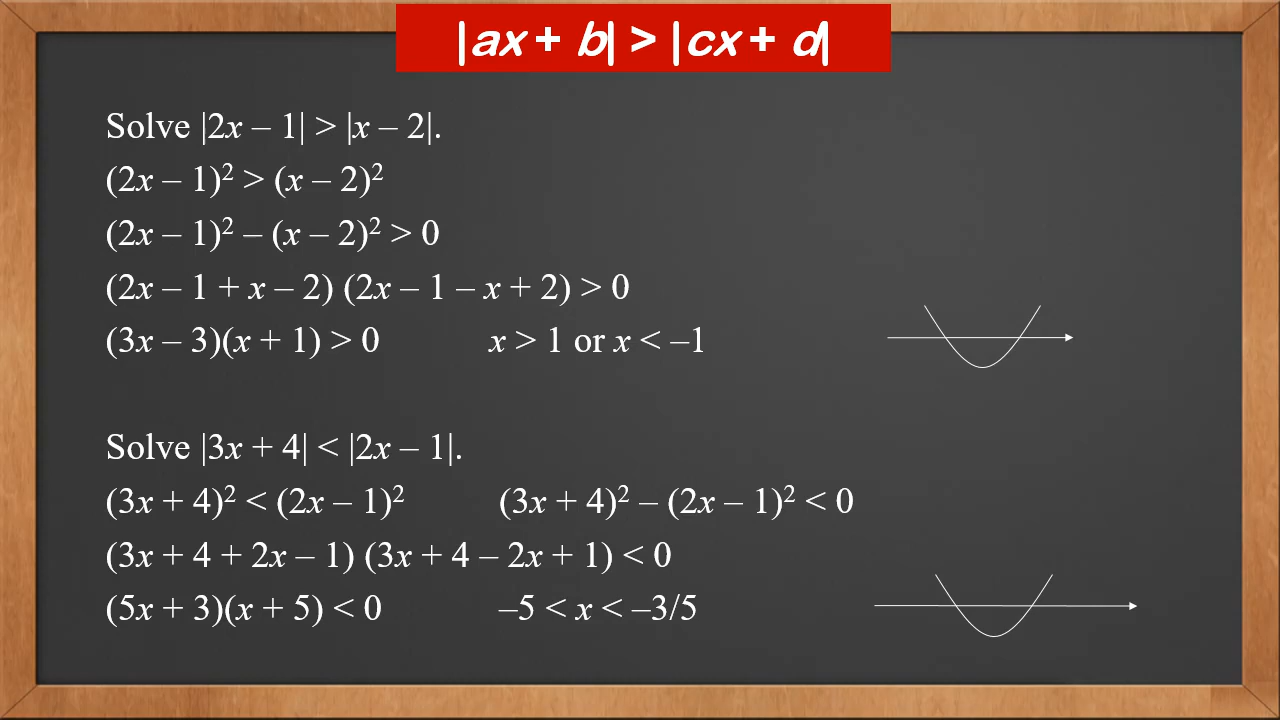 |ax + b| > |cx + d|
Solve |2x – 1| > |x – 2|.
(2x – 1)² > (x – 2)²
(2x – 1)² – (x – 2)² > 0
(2x – 1 + x – 2) (2x – 1 – x + 2) > 0
(3x – 3)(x + 1) > 0 x > 1 or x < –1
Solve |3x + 4| < |2x – 1|.
(3x + 4)² < (2x – 1)² (3x + 4)² – (2x – 1)² < 0
(3x + 4 + 2x – 1) (3x + 4 – 2x + 1) < 0
(5x + 3)(x + 5) < 0 –5 < x < –3/5